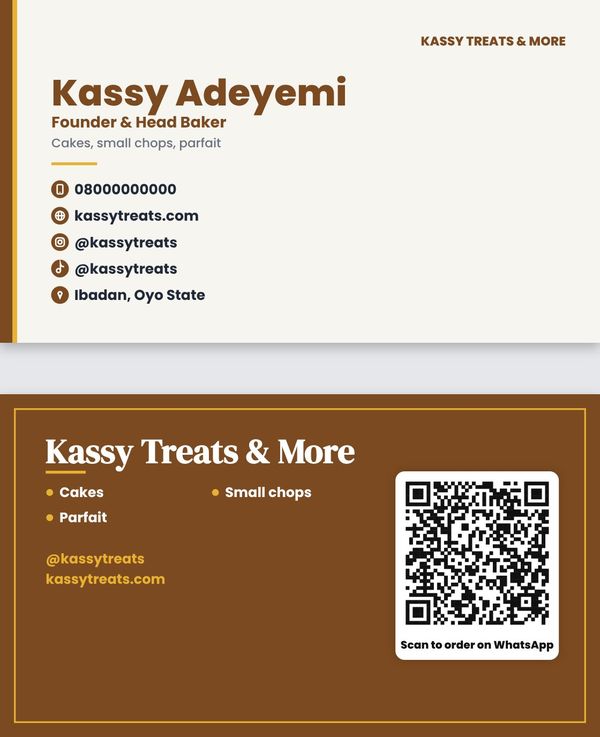 KASSY TREATS & MORE
Kassy Adeyemi
Founder & Head Baker
Cakes, small chops, parfait
08000000000
kassytreats.com
@kassytreats
@kassytreats
Ibadan, Oyo State
Kassy Treats & More
Cakes
Small chops
Parfait
@kassytreats
kassytreats.com
Scan to order on WhatsApp